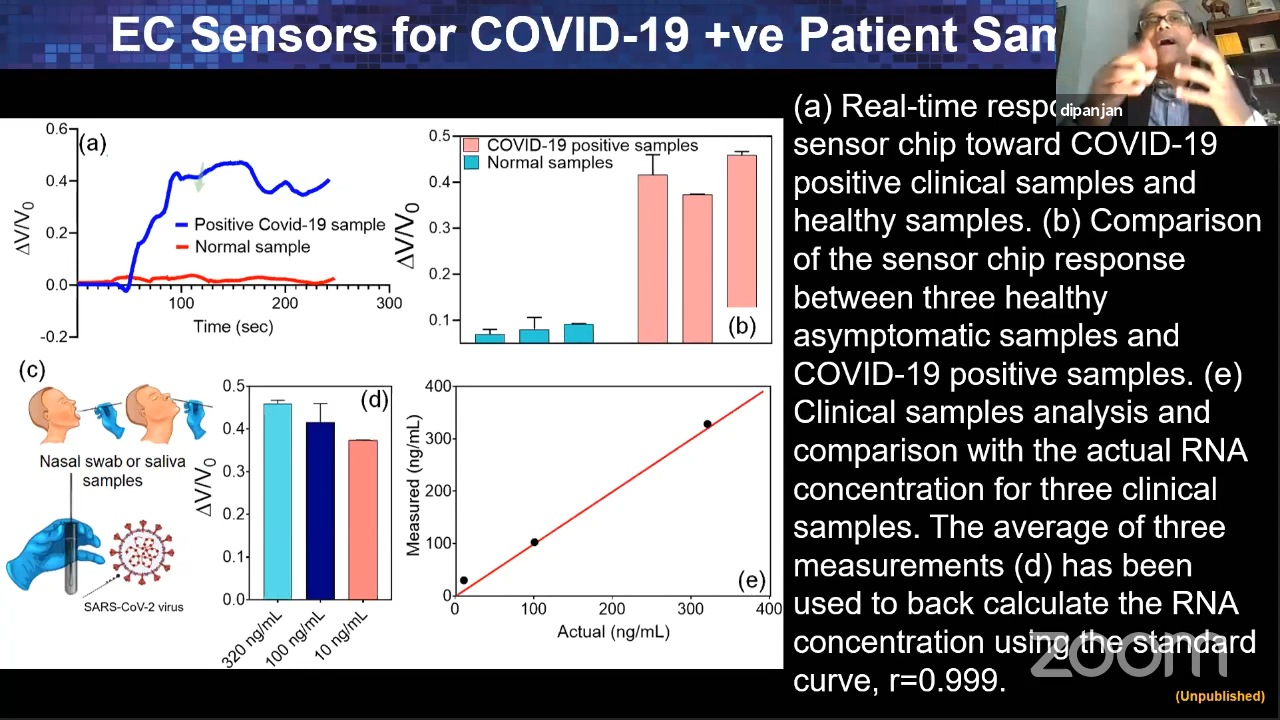 EC Sensors for COVID-19 +ve Patient Sam
dipanjan
(a) Real-time resp
sensor chip toward COVID-19
positive clinical samples and
healthy samples. (b) Comparison
of the sensor chip response
between three healthy
asymptomatic samples and
COVID-19 positive samples. (e)
Clinical samples analysis and
comparison with the actual RNA
concentration for three clinical
samples. The average of three
measurements (d) has been
used to back calculate the RNA
concentration using the standard
curve, r=0.999.
(Unpublished)
zoom
(a)
0.6
0.4
0.2
0.0
-0.2
ΔV/V0
Positive Covid-19 sample
Normal sample
100
200
300
Time (sec)
0.5
0.4
0.3
0.2
0.1
ΔV/V0
COVID-19 positive samples
Normal samples
(b)
(c)
Nasal swab or saliva
samples
SARS-CoV-2 virus
(d)
0.5
0.4
0.3
0.2
0.1
0.0
ΔV/V0
320 ng/mL
100 ng/mL
10 ng/mL
400
300
200
100
0
Measured (ng/mL)
(e)
0
100
200
300
400
Actual (ng/mL)